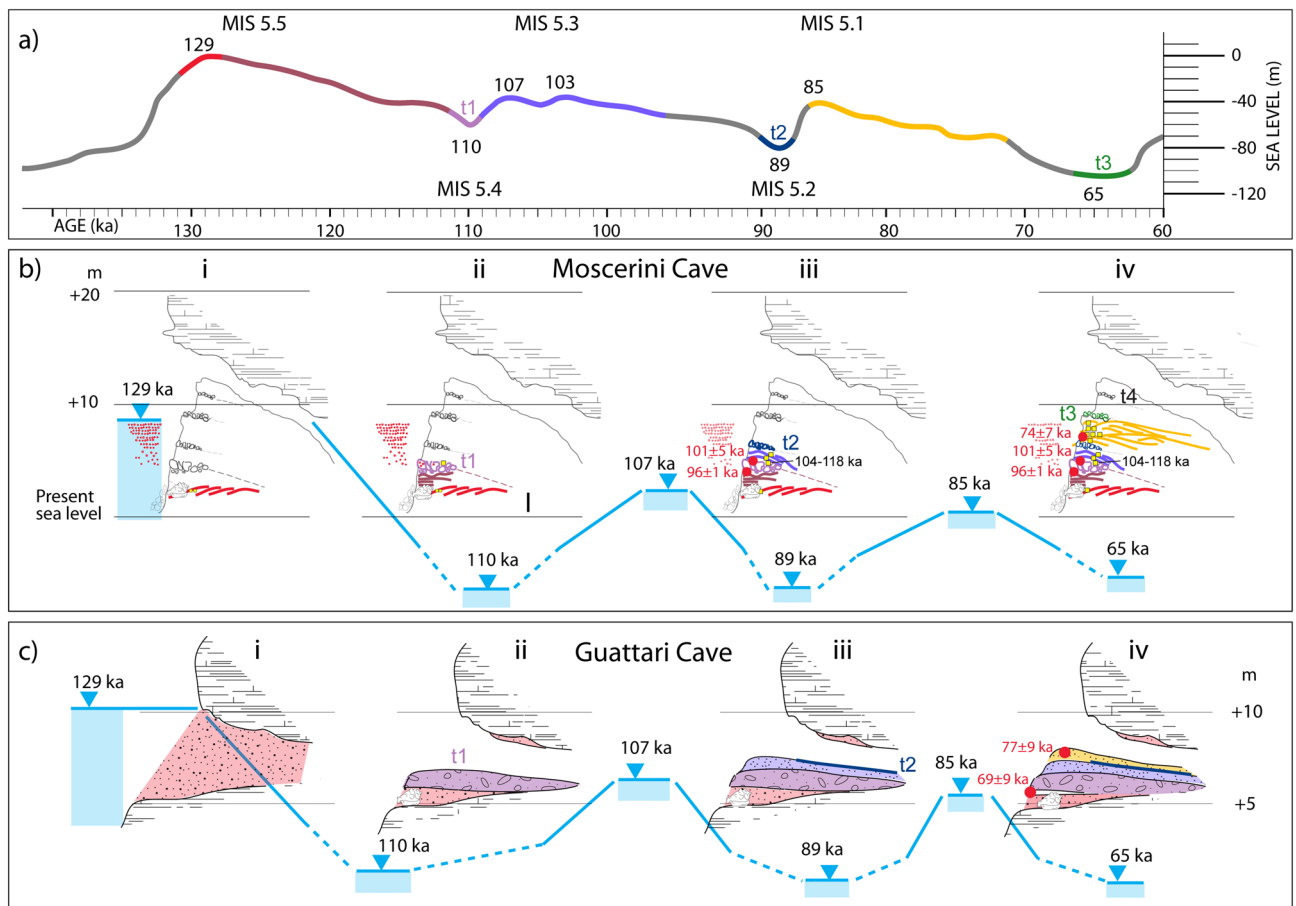 a)
MIS 5.5
MIS 5.3
MIS 5.1
129
107
103
85
t1
t2
t3
110
89
65
MIS 5.4
MIS 5.2
0
-40
-80
-120
SEA LEVEL (m)
AGE (ka)
130
120
110
100
90
80
70
60
b)
Moscerini Cave
i
ii
iii
iv
m
+20
+10
Present
sea level
129 ka
t1
110 ka
107 ka
t2
101±5 ka
96±1 ka
104-118 ka
89 ka
85 ka
t4
t3
74±7 ka
101±5 ka
96±1 ka
104-118 ka
65 ka
c)
Guattari Cave
i
ii
iii
iv
m
+10
+5
129 ka
t1
110 ka
107 ka
t2
89 ka
85 ka
77±9 ka
69±9 ka
65 ka